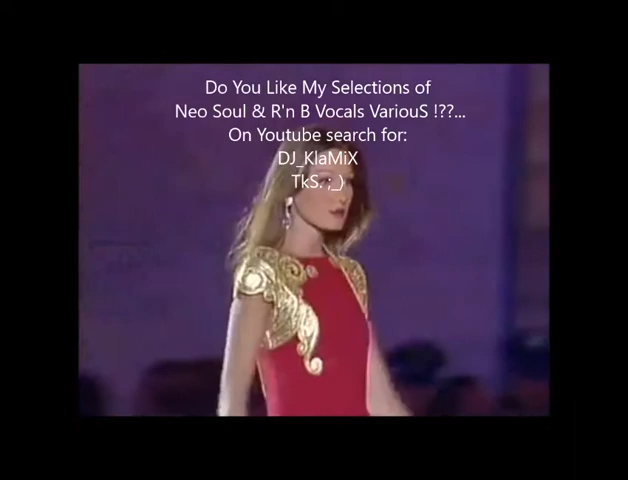 Do You Like My Selections of
Neo Soul & R'n B Vocals VariouS !??...
On Youtube search for:
DJ_KlaMiX
TkS. ;_)